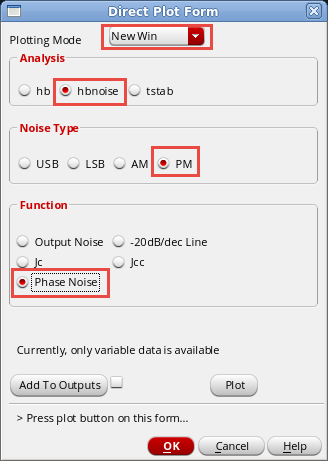 Direct Plot Form
Plotting Mode New Win
Analysis
hb hbnoise tstab
Noise Type
USB LSB AM PM
Function
Output Noise -20dB/dec Line
Jc Jcc
Phase Noise
Currently, only variable data is available
Add To Outputs Plot
> Press plot button on this form...
OK Cancel Help